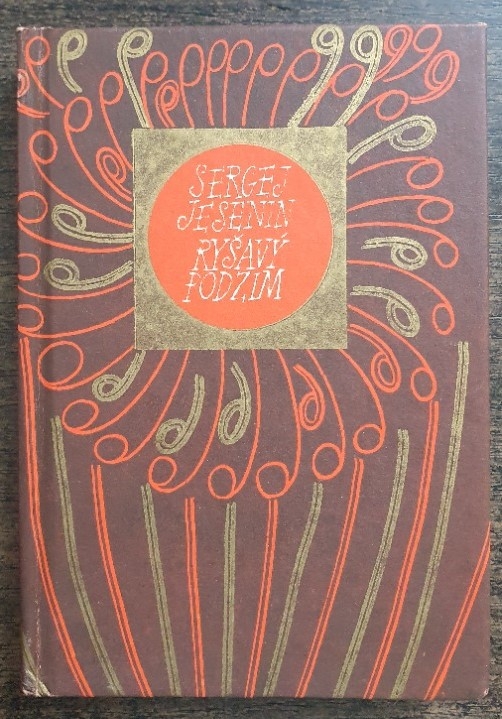 SERGEJ
JESENIN
RYŠAVÝ
PODZIM